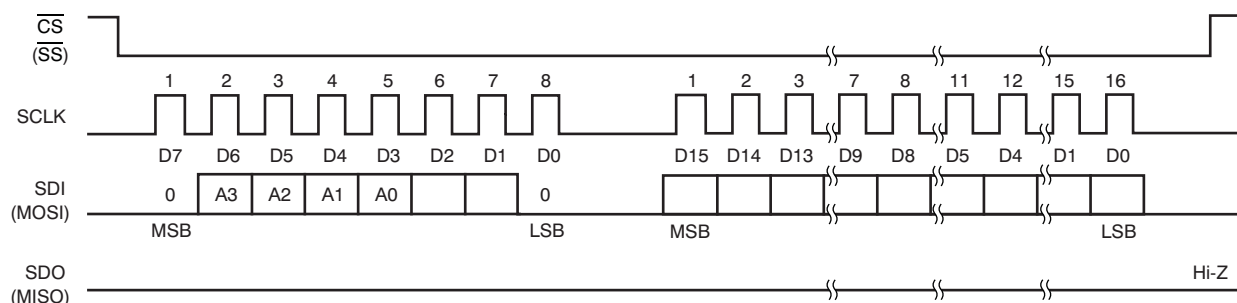 CS
(SS)
1 2 3 4 5 6 7 8 1 2 3 7 8 11 12 15 16
SCLK
D7 D6 D5 D4 D3 D2 D1 D0 D15 D14 D13 D9 D8 D5 D4 D1 D0
SDI
(MOSI)
0 A3 A2 A1 A0 0
MSB LSB MSB LSB
SDO
(MISO)
Hi-Z